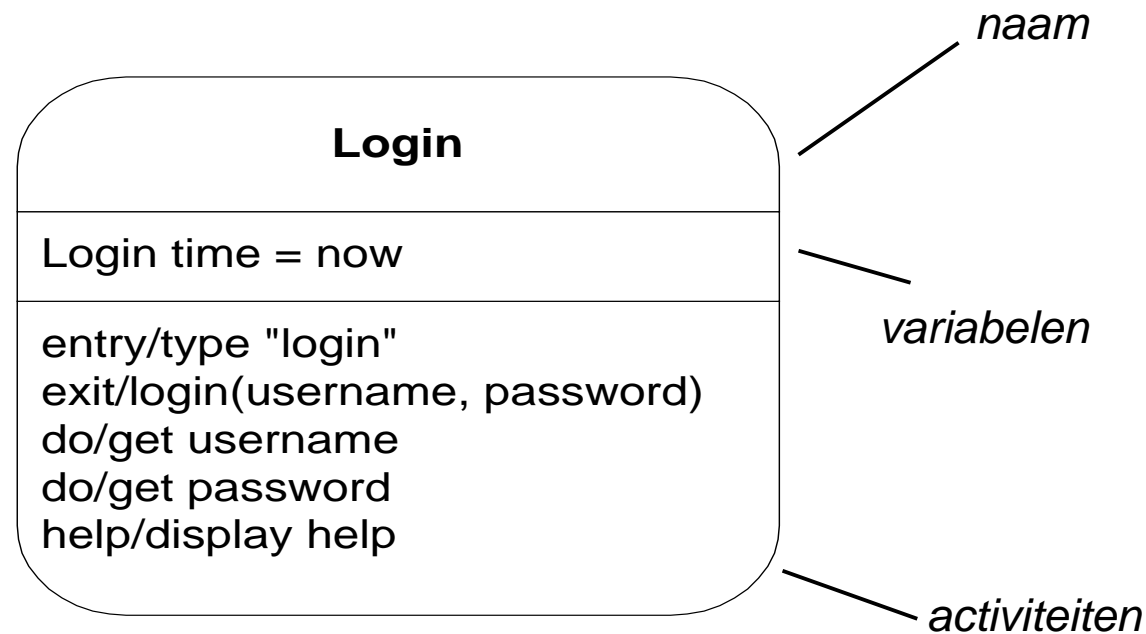 naam
Login
Login time = now
variabelen
entry/type "login"
exit/login(username, password)
do/get username
do/get password
help/display help
activiteiten